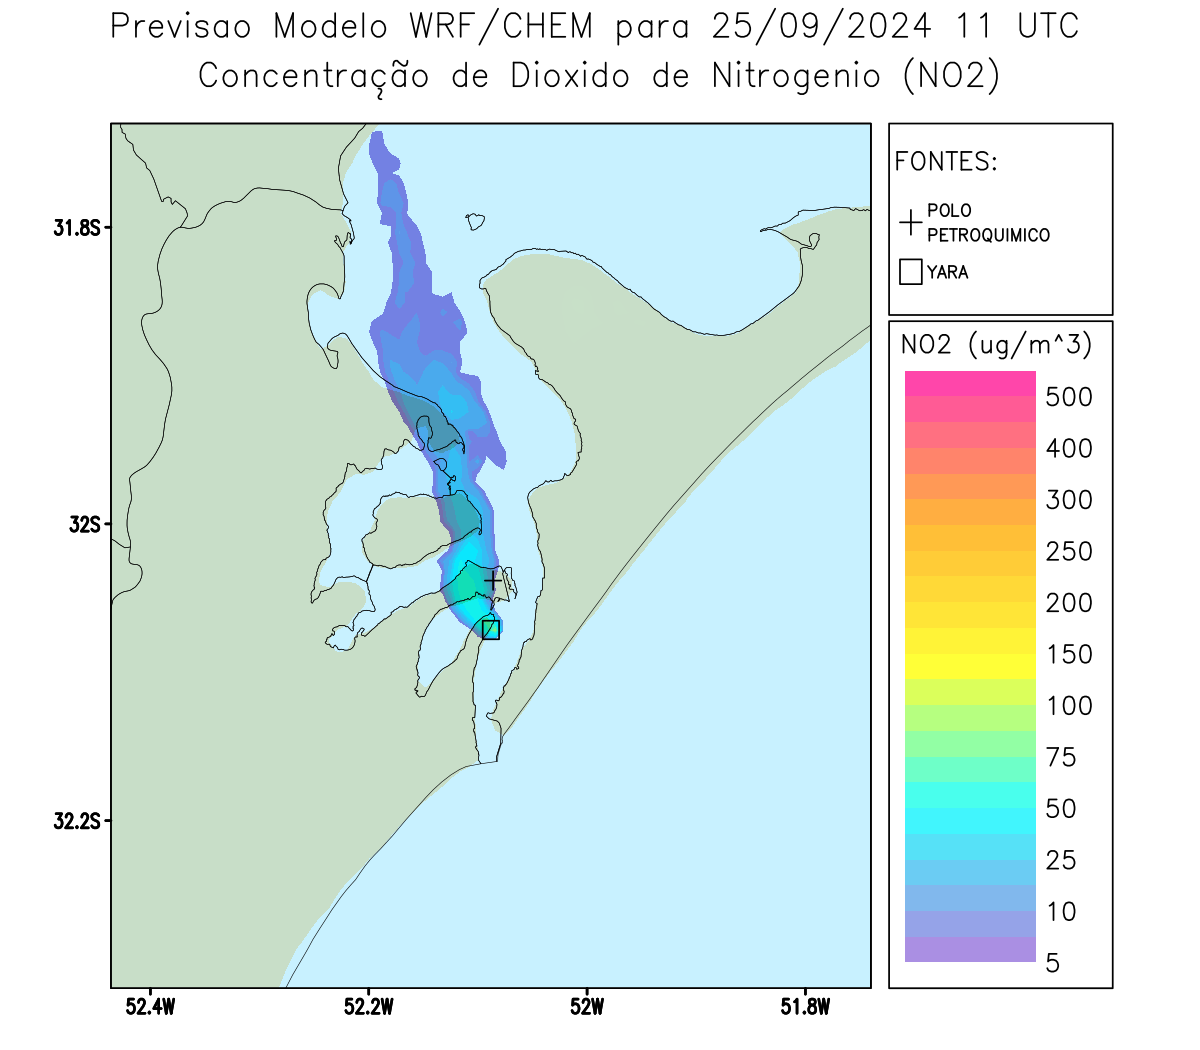 Previsao Modelo WRF/CHEM para 25/09/2024 11 UTC
Concentração de Dioxido de Nitrogenio (NO2)
FONTES:
POLO
PETROQUIMICO
YARA
NO2 (ug/m^3)
500
400
300
250
200
150
100
75
50
25
10
5
31.8S
32S
32.2S
52.4W
52.2W
52W
51.8W